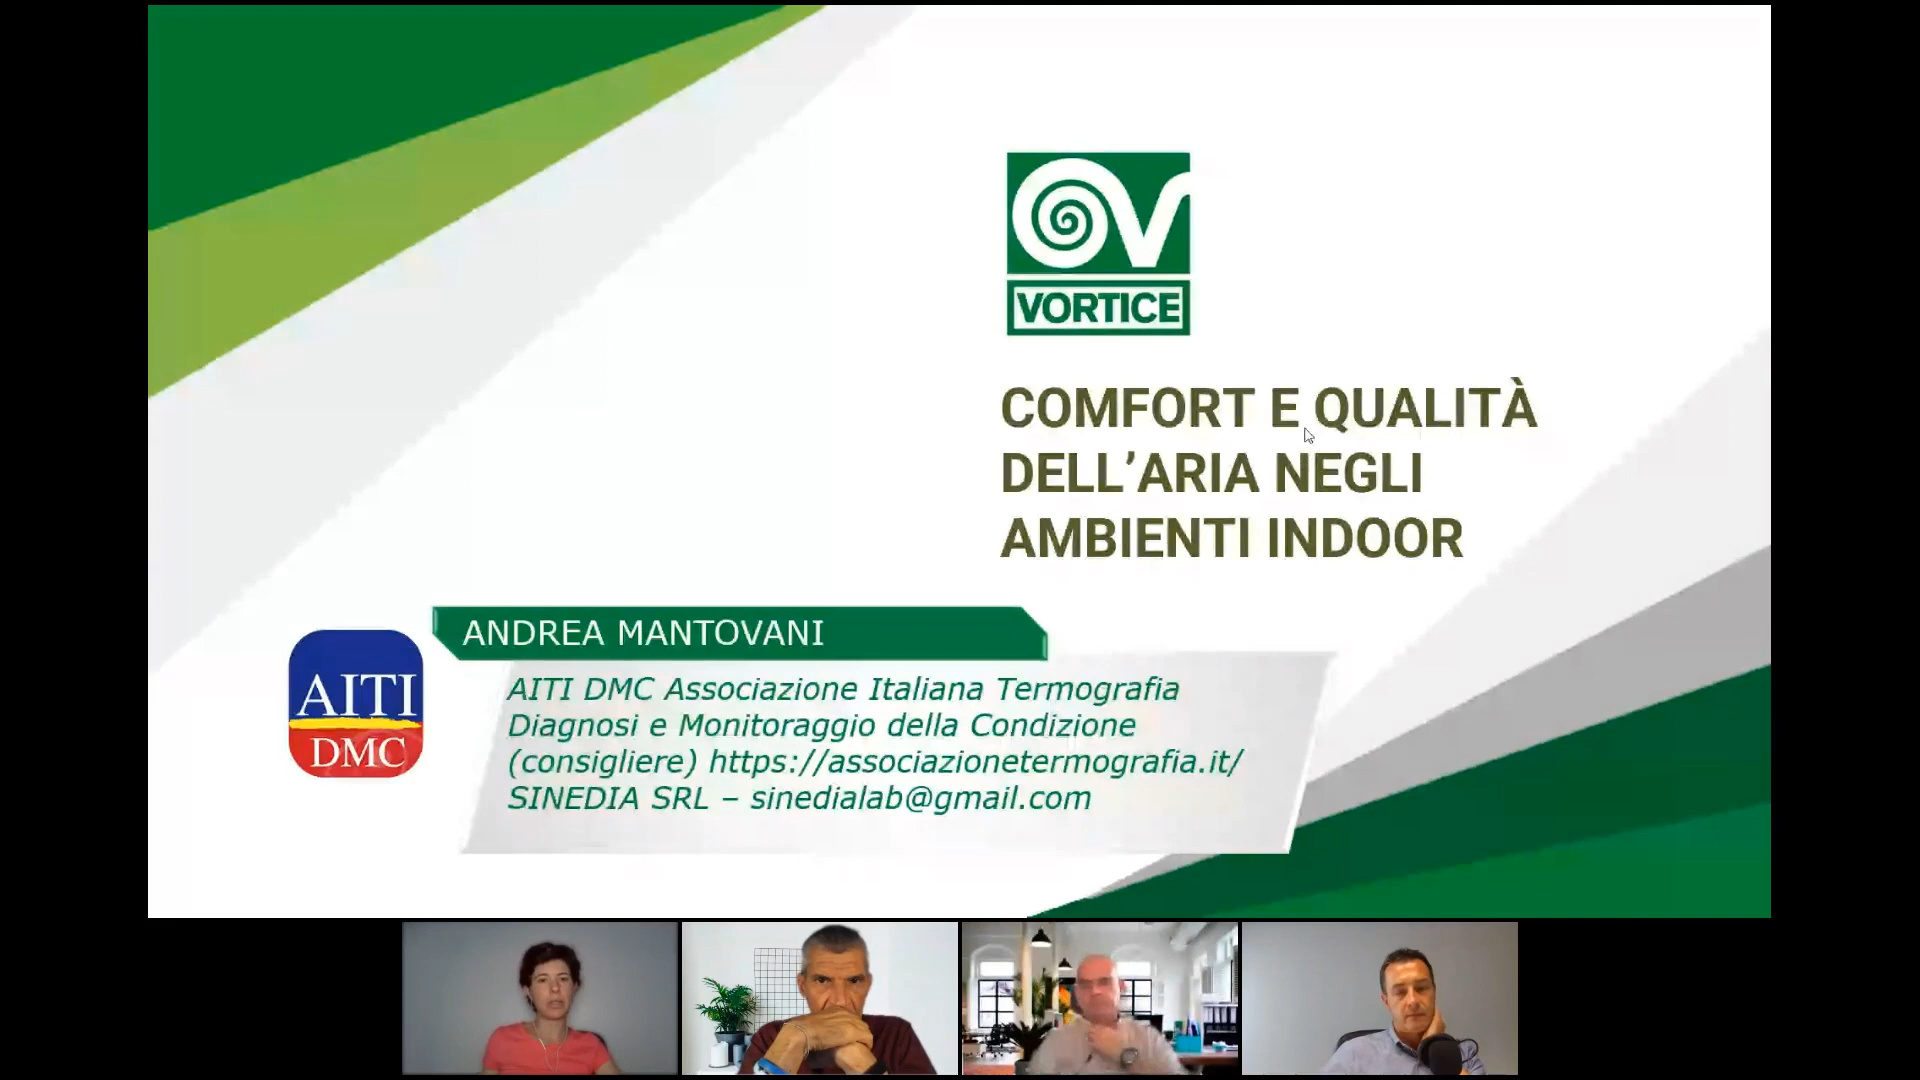 VORTICE
COMFORT E QUALITÀ
DELL’ARIA NEGLI
AMBIENTI INDOOR
ANDREA MANTOVANI
AITI
DMC
AITI DMC Associazione Italiana Termografia
Diagnosi e Monitoraggio della Condizione
(consigliere) https://associazionetermografia.it/
SINEDIA SRL – sinedialab@gmail.com